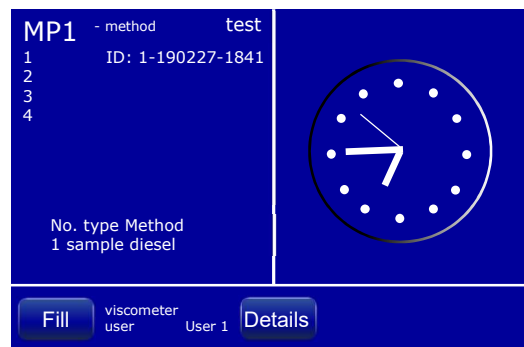 MP1 - method test
1 ID: 1-190227-1841
2
3
4
No. type Method
1 sample diesel
Fill
viscometer
user User 1
Details